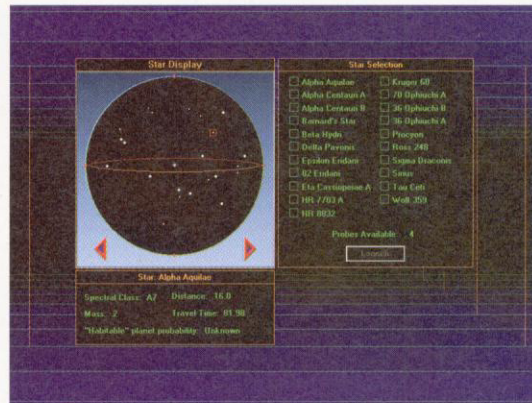 Star Display
Star: Alpha Aquilae
Spectral Class: A7 Distance: 16.0
Mass: 2 Travel Time: 81.90
"Habitable" planet probability: Unknown
Star Selection
Alpha Aquilae
Alpha Centauri A
Alpha Centauri B
Barnard's Star
Beta Hydri
Delta Pavonis
Epsilon Eridani
82 Eridani
Eta Cassiopeiae A
HR 7703 A
HR 8832
Kruger 60
70 Ophiuchi A
36 Ophiuchi B
36 Ophiuchi A
Procyon
Ross 248
Sigma Draconis
Sirius
Tau Ceti
Wolf 359
Probes Available: 4
Launch